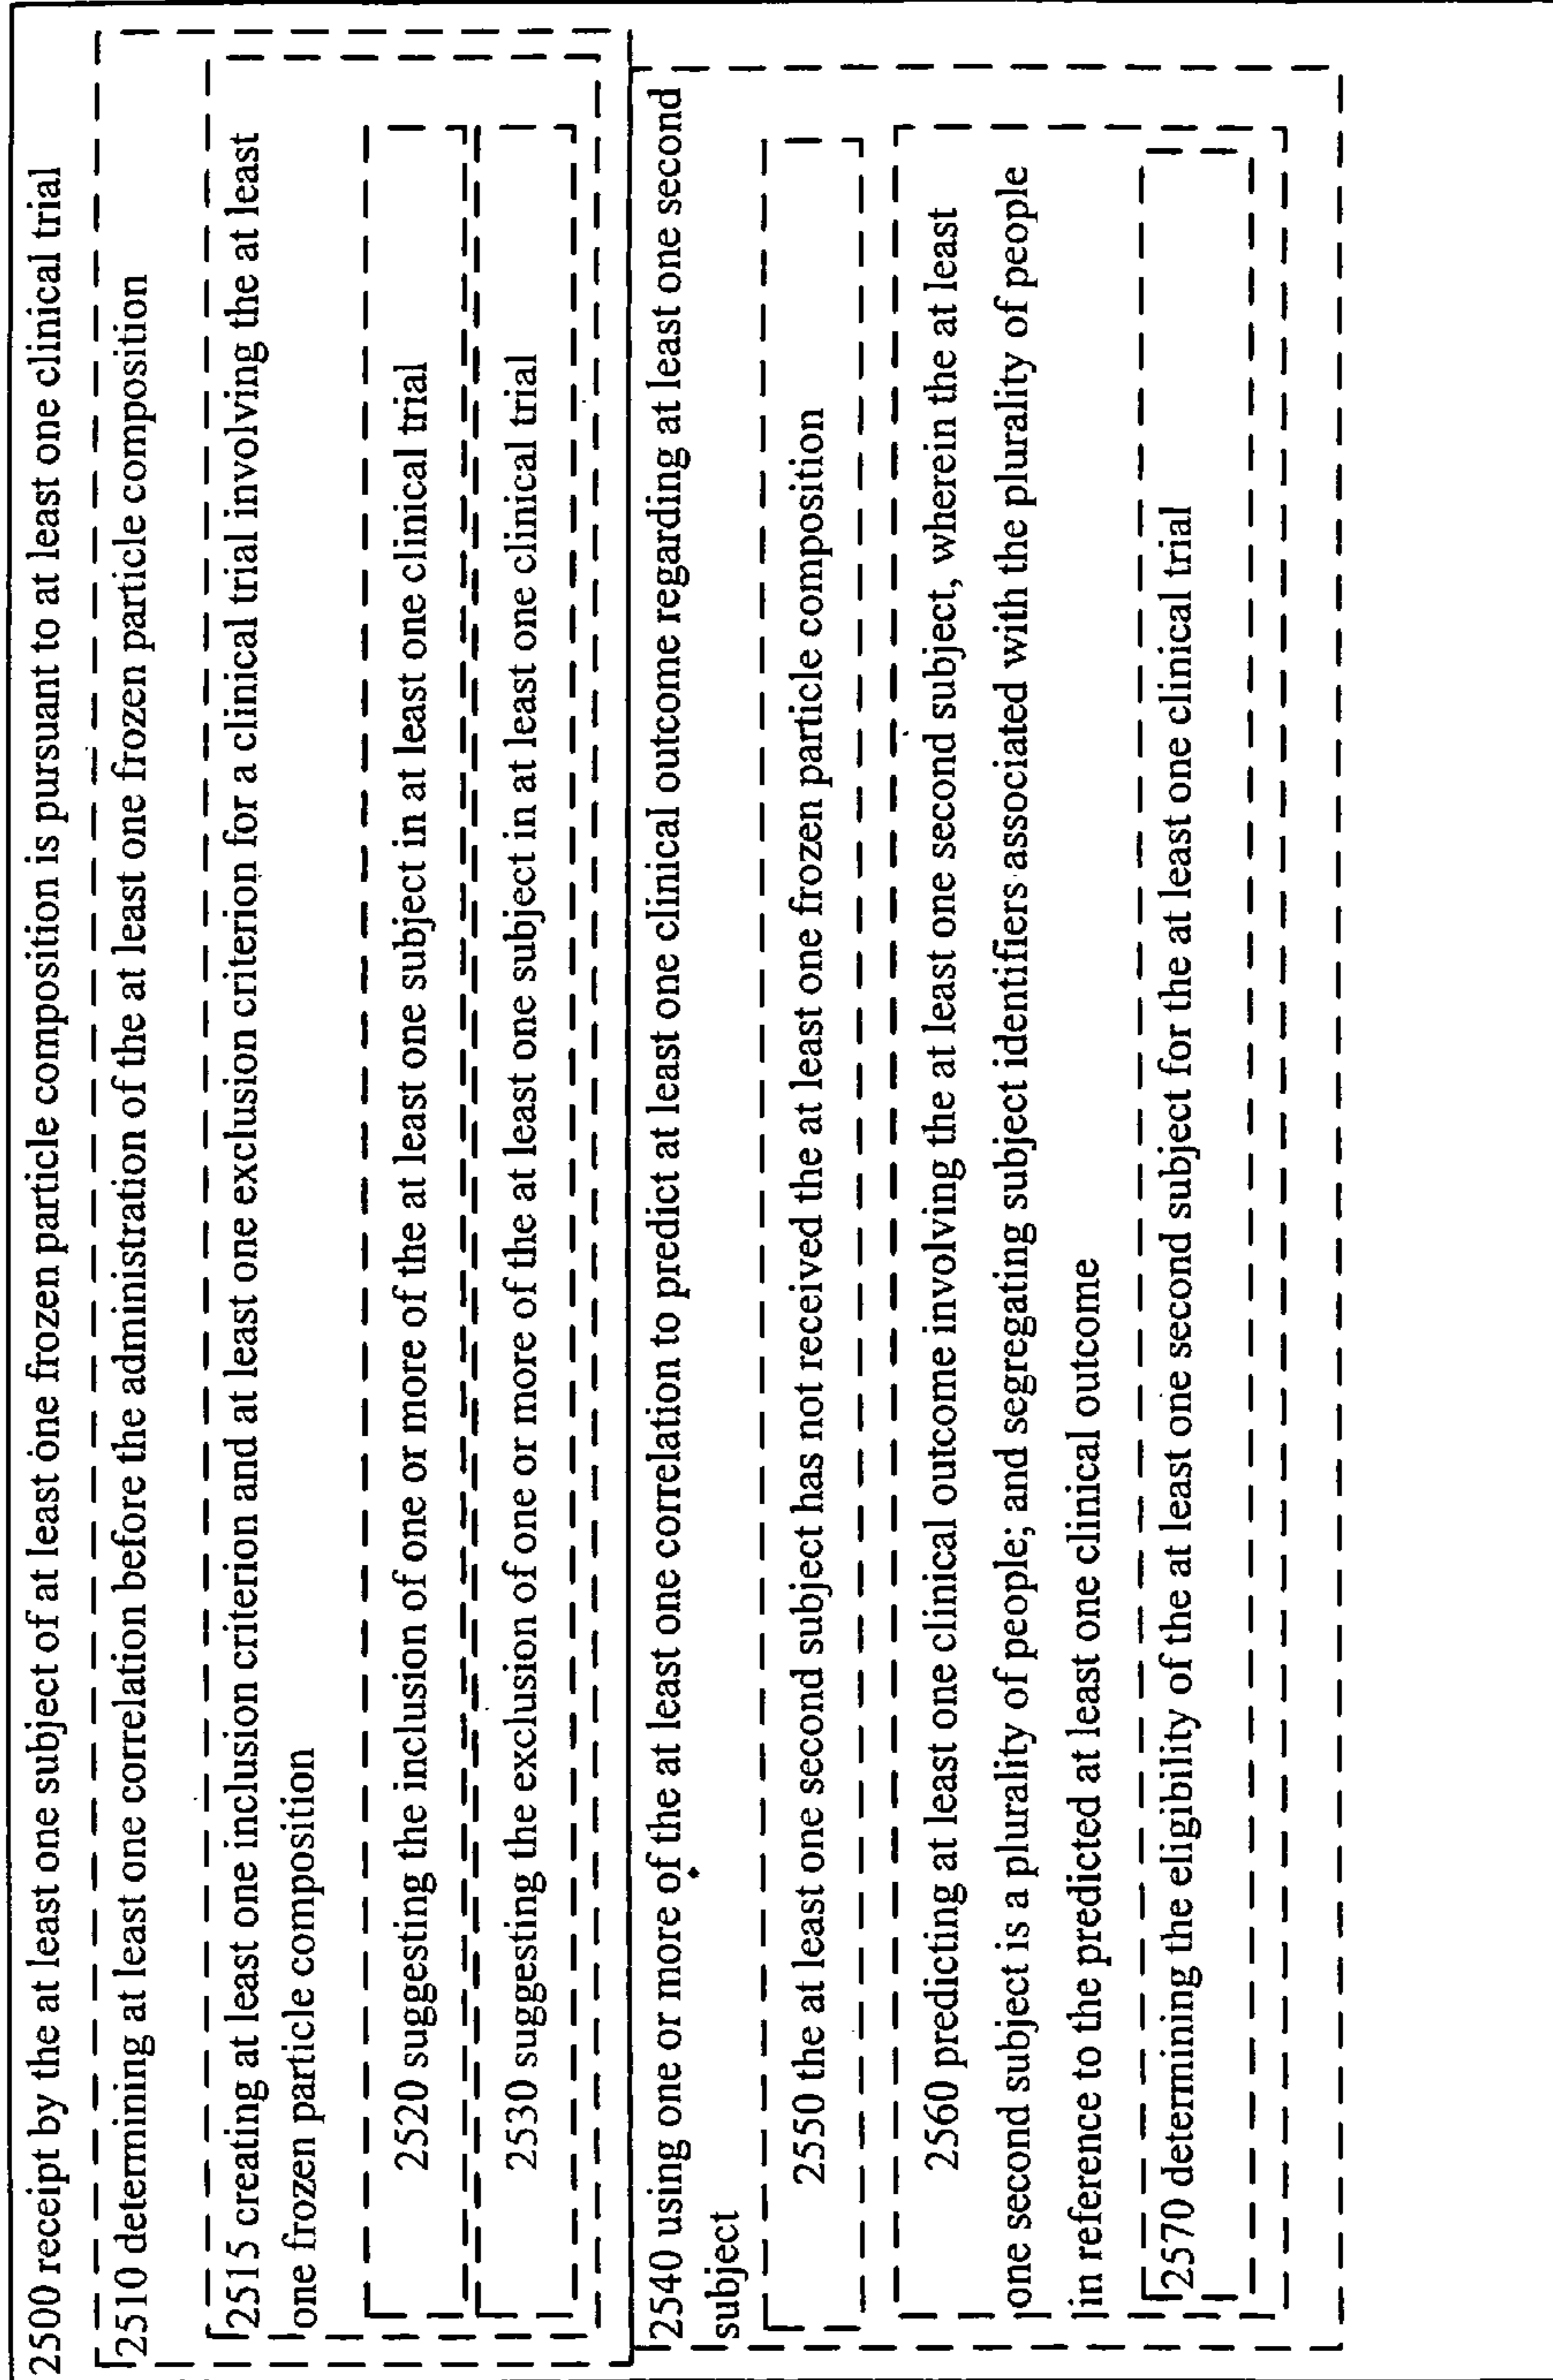 2500 receipt by the at least one subject of at least one frozen particle composition is pursuant to at least one clinical trial
2510 determining at least one correlation before the administration of the at least one frozen particle composition
2515 creating at least one inclusion criterion and at least one exclusion criterion for a clinical trial involving the at least
one frozen particle composition
2520 suggesting the inclusion of one or more of the at least one subject in at least one clinical trial
2530 suggesting the exclusion of one or more of the at least one subject in at least one clinical trial
2540 using one or more of the at least one correlation to predict at least one clinical outcome regarding at least one second
subject
2550 the at least one second subject has not received the at least one frozen particle composition
2560 predicting at least one clinical outcome involving the at least one second subject, wherein the at least
one second subject is a plurality of people; and segregating subject identifiers associated with the plurality of people
in reference to the predicted at least one clinical outcome
2570 determining the eligibility of the at least one second subject for the at least one clinical trial